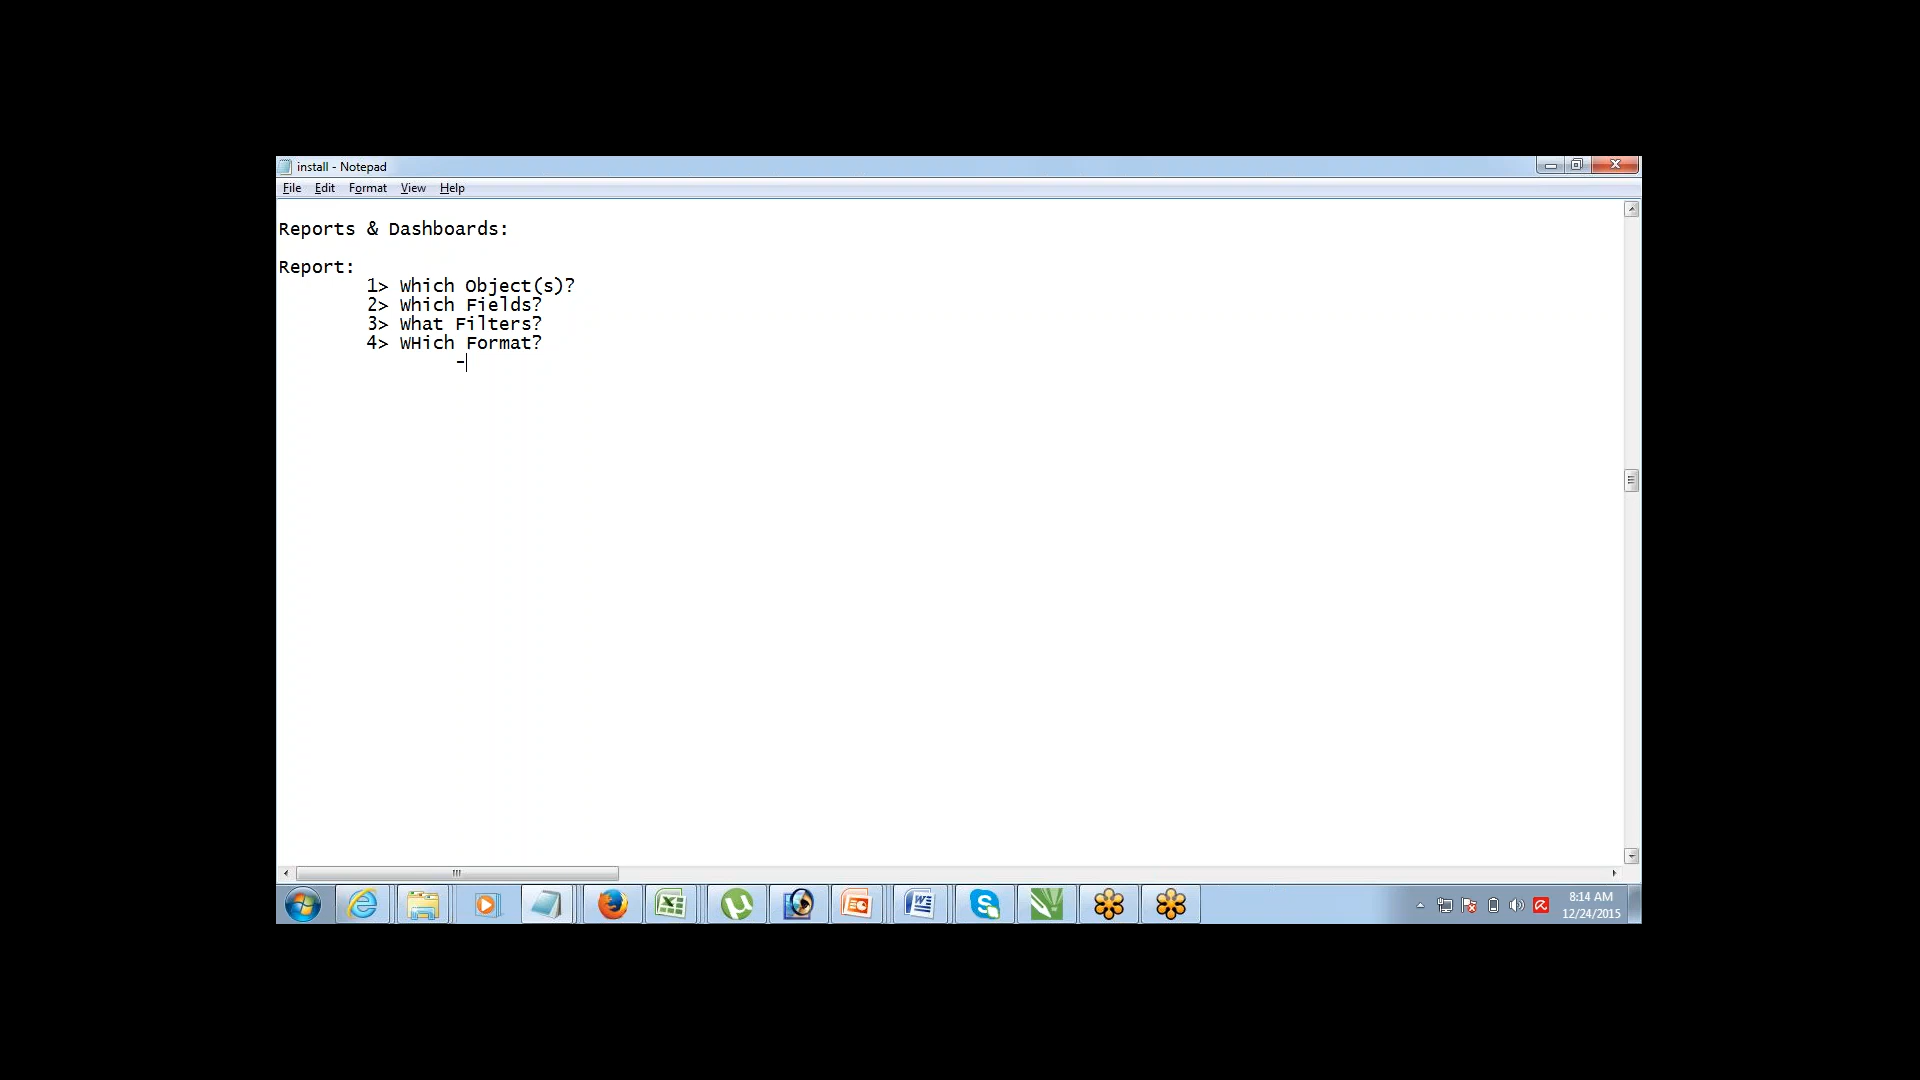 install - Notepad
File Edit Format View Help
Reports & Dashboards:
Report:
1> Which Object(s)?
2> Which Fields?
3> What Filters?
4> WHich Format?
-
8:14 AM
12/24/2015